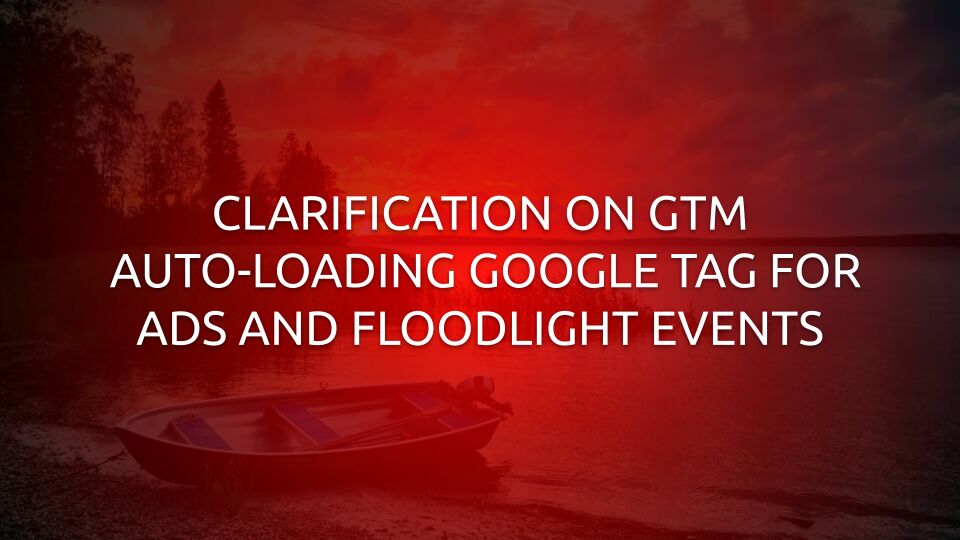 CLARIFICATION ON GTM
AUTO-LOADING GOOGLE TAG FOR
ADS AND FLOODLIGHT EVENTS